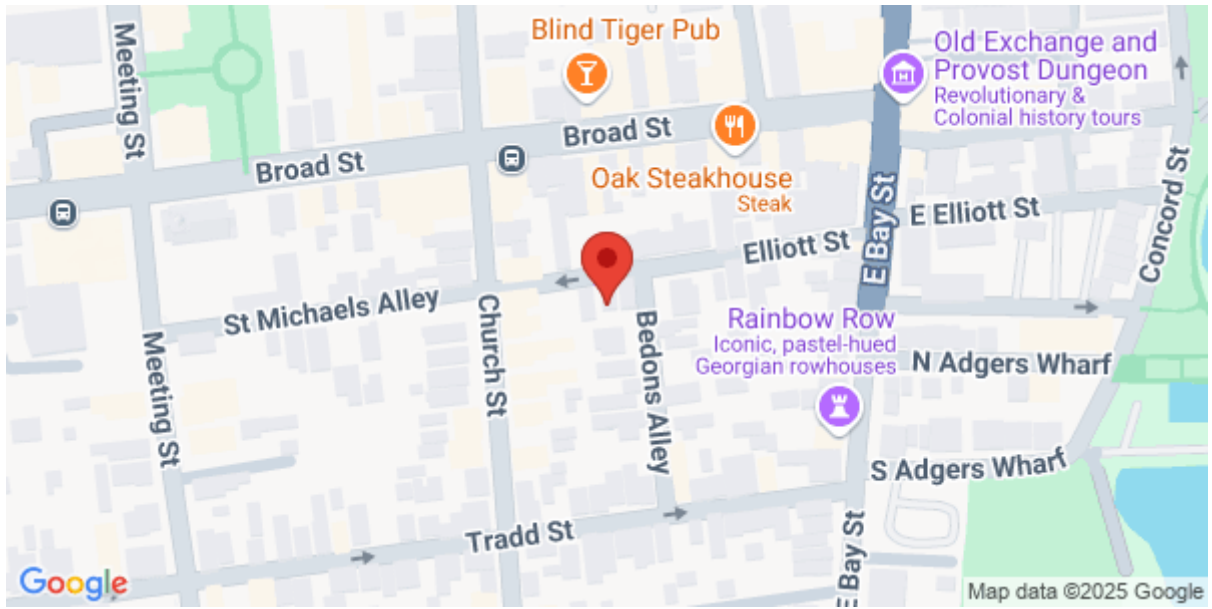 Meeting St
Blind Tiger Pub
Old Exchange and
Provost Dungeon
Revolutionary &
Colonial history tours
Broad St
Broad St
Oak Steakhouse
Steak
E Elliott St
Concord St
Elliott St
E Bay St
St Michaels Alley
Church St
Bedons Alley
Rainbow Row
Iconic, pastel-hued
Georgian rowhouses
N Adgers Wharf
Meeting St
S Adgers Wharf
Tradd St
E Bay St
Google
Map data ©2025 Google